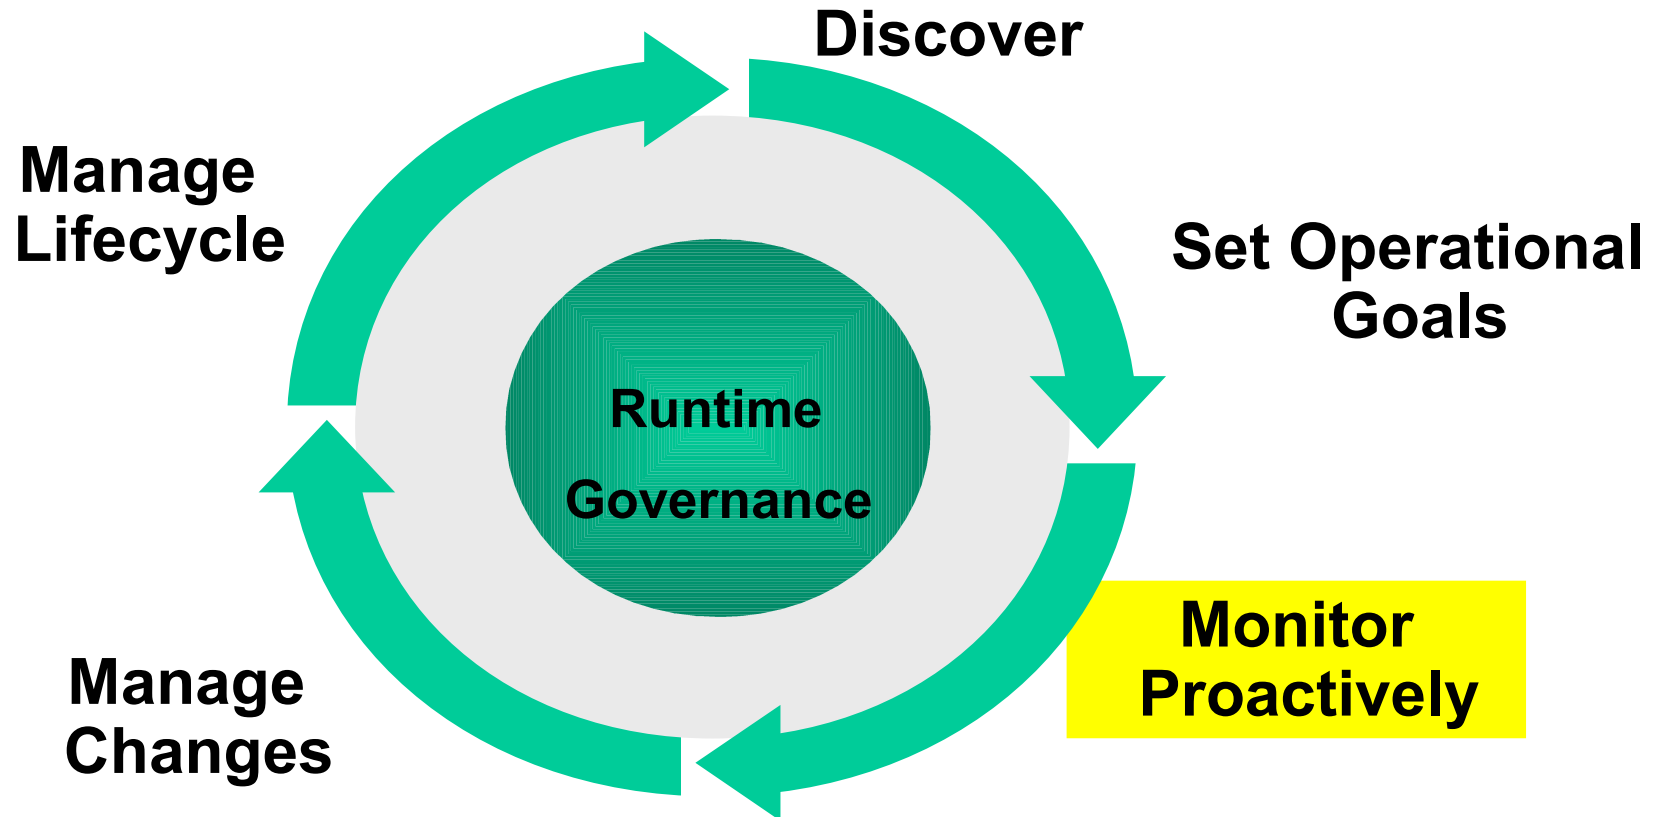 Discover
Manage
Lifecycle
Set Operational
Goals
Runtime
Governance
Monitor
Proactively
Manage
Changes